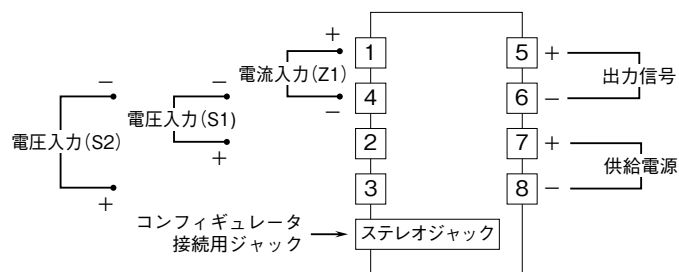 +
電流入力(Z1)
−
−
電圧入力(S1)
+
−
電圧入力(S2)
+
1
4
2
3
5 +
6 −
出力信号
7 +
8 −
供給電源
コンフィギュレータ
接続用ジャック
ステレオジャック